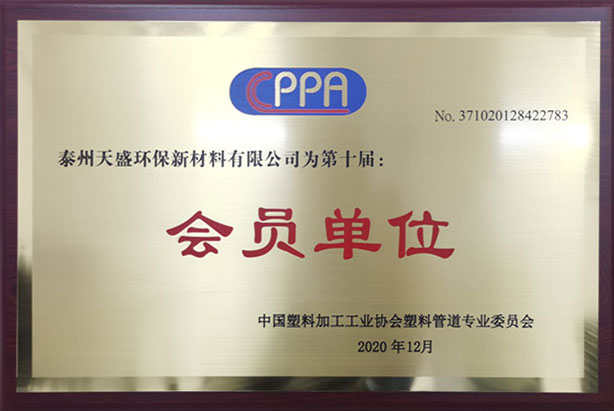 CPPA
No. 371020128422783
泰州天盛环保新材料有限公司为第十届：
会员单位
中国塑料加工工业协会塑料管道专业委员会
2020 年12月